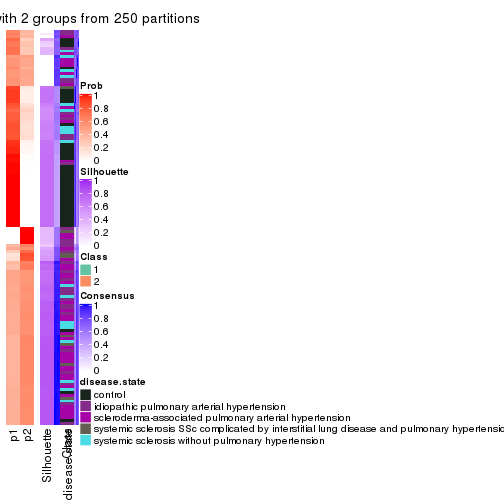 with 2 groups from 250 partitions
Prob
1
0.8
0.6
0.4
0.2
0
Silhouette
1
0.8
0.6
0.4
0.2
0
Class
1
2
Consensus
1
0.8
0.6
0.4
0.2
0
disease.state
control
idiopathic pulmonary arterial hypertension
scleroderma-associated pulmonary arterial hypertension
systemic sclerosis SSc complicated by interstitial lung disease and pulmonary hypertension
systemic sclerosis without pulmonary hypertension
p1
p2
Silhouette
Class
disease.state